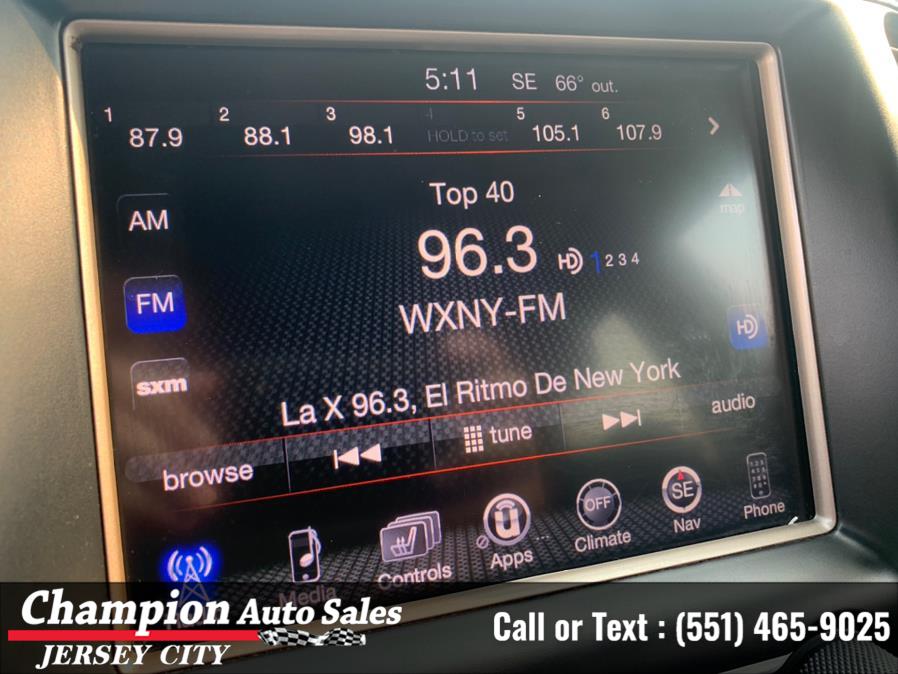 5:11 SE 66° out.
1 2 3 4 5 6
87.9 88.1 98.1 HOLD to set 105.1 107.9
Top 40
map
AM
96.3 HD 1 2 3 4
FM
WXNY-FM
HD
sxm
La X 96.3, El Ritmo De New York
browse tune audio
OFF SE
Media Controls Apps Climate Nav Phone
Champion Auto Sales
JERSEY CITY
Call or Text : (551) 465-9025